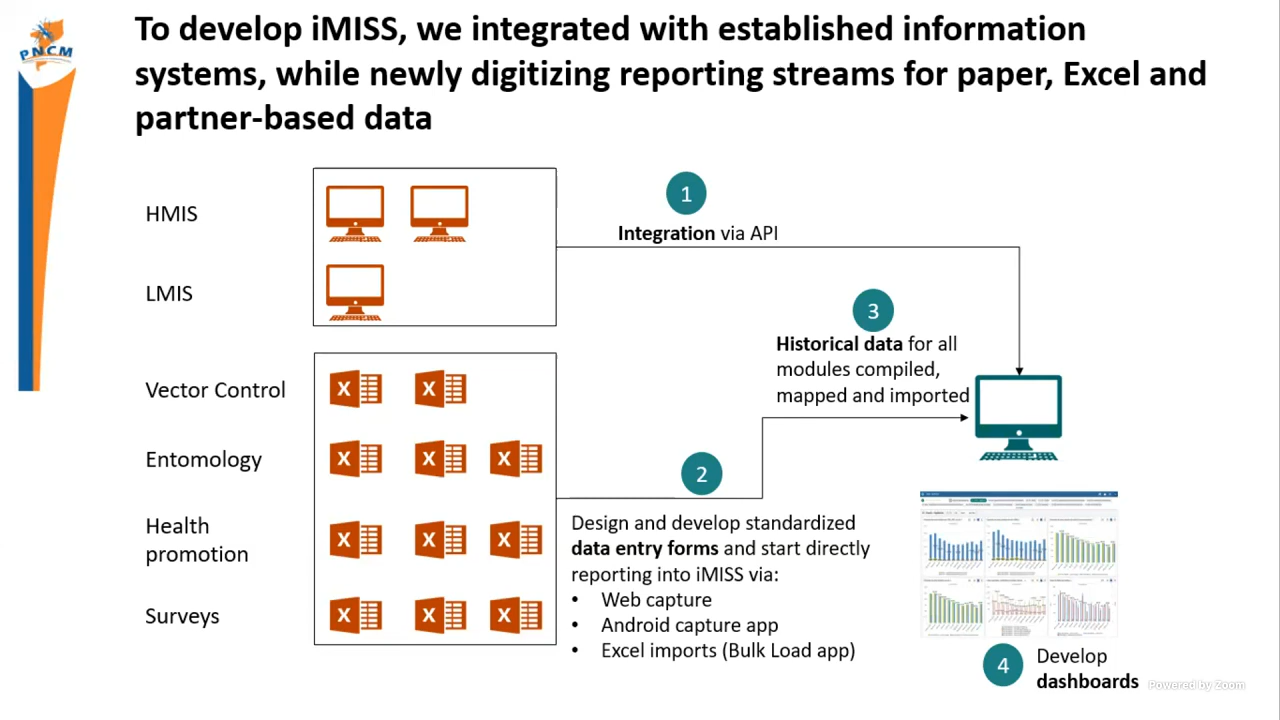 PNCM
To develop iMISS, we integrated with established information
systems, while newly digitizing reporting streams for paper, Excel and
partner-based data
HMIS
LMIS
1
Integration via API
3
Historical data for all
modules compiled,
mapped and imported
Vector Control
X X
Entomology
X X X
Health
promotion
X X X
Surveys
X X X
2
Design and develop standardized
data entry forms and start directly
reporting into iMISS via:
• Web capture
• Android capture app
• Excel imports (Bulk Load app)
4
Develop
dashboards
Powered by Zoom